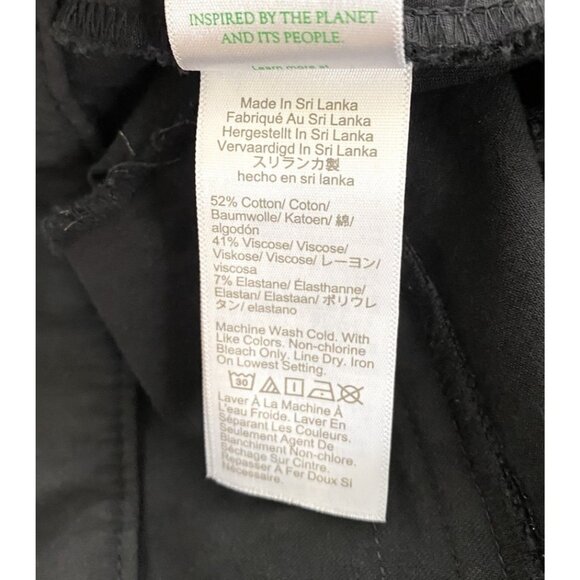 INSPIRED BY THE PLANET
AND ITS PEOPLE.
Learn more at
Made In Sri Lanka
Fabriqué Au Sri Lanka
Hergestellt In Sri Lanka
Vervaardigd In Sri Lanka
スリランカ製
hecho en sri lanka
52% Cotton/ Coton/
Baumwolle/ Katoen/ 綿/
algodón
41% Viscose/ Viscose/
Viskose/ Viscose/ レーヨン/
viscosa
7% Elastane/ Élasthanne/
Elastan/ Elastaan/ ポリウレ
タン/ elastano
Machine Wash Cold. With
Like Colors. Non-chlorine
Bleach Only. Line Dry. Iron
On Lowest Setting.
30
Laver À La Machine À
L'eau Froide. Laver En
Séparant Les Couleurs.
Seulement Agent De
Blanchiment Non-chlore.
Séchage Sur Cintre.
Repasser À Fer Doux Si
Nécessaire.